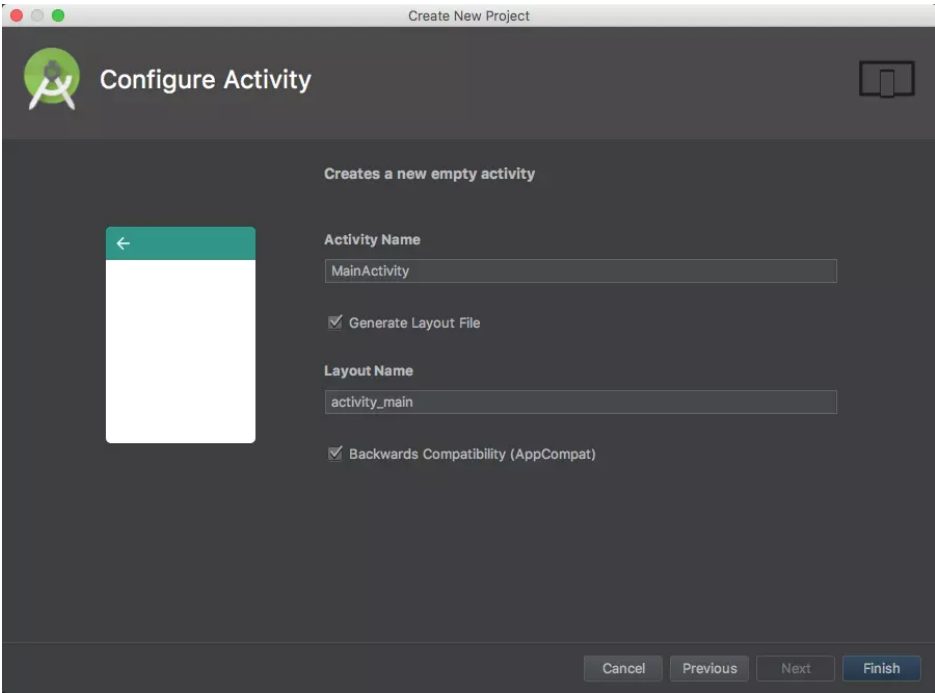 Create New Project
Configure Activity
Creates a new empty activity
Activity Name
MainActivity
Generate Layout File
Layout Name
activity_main
Backwards Compatibility (AppCompat)
Cancel Previous Next Finish